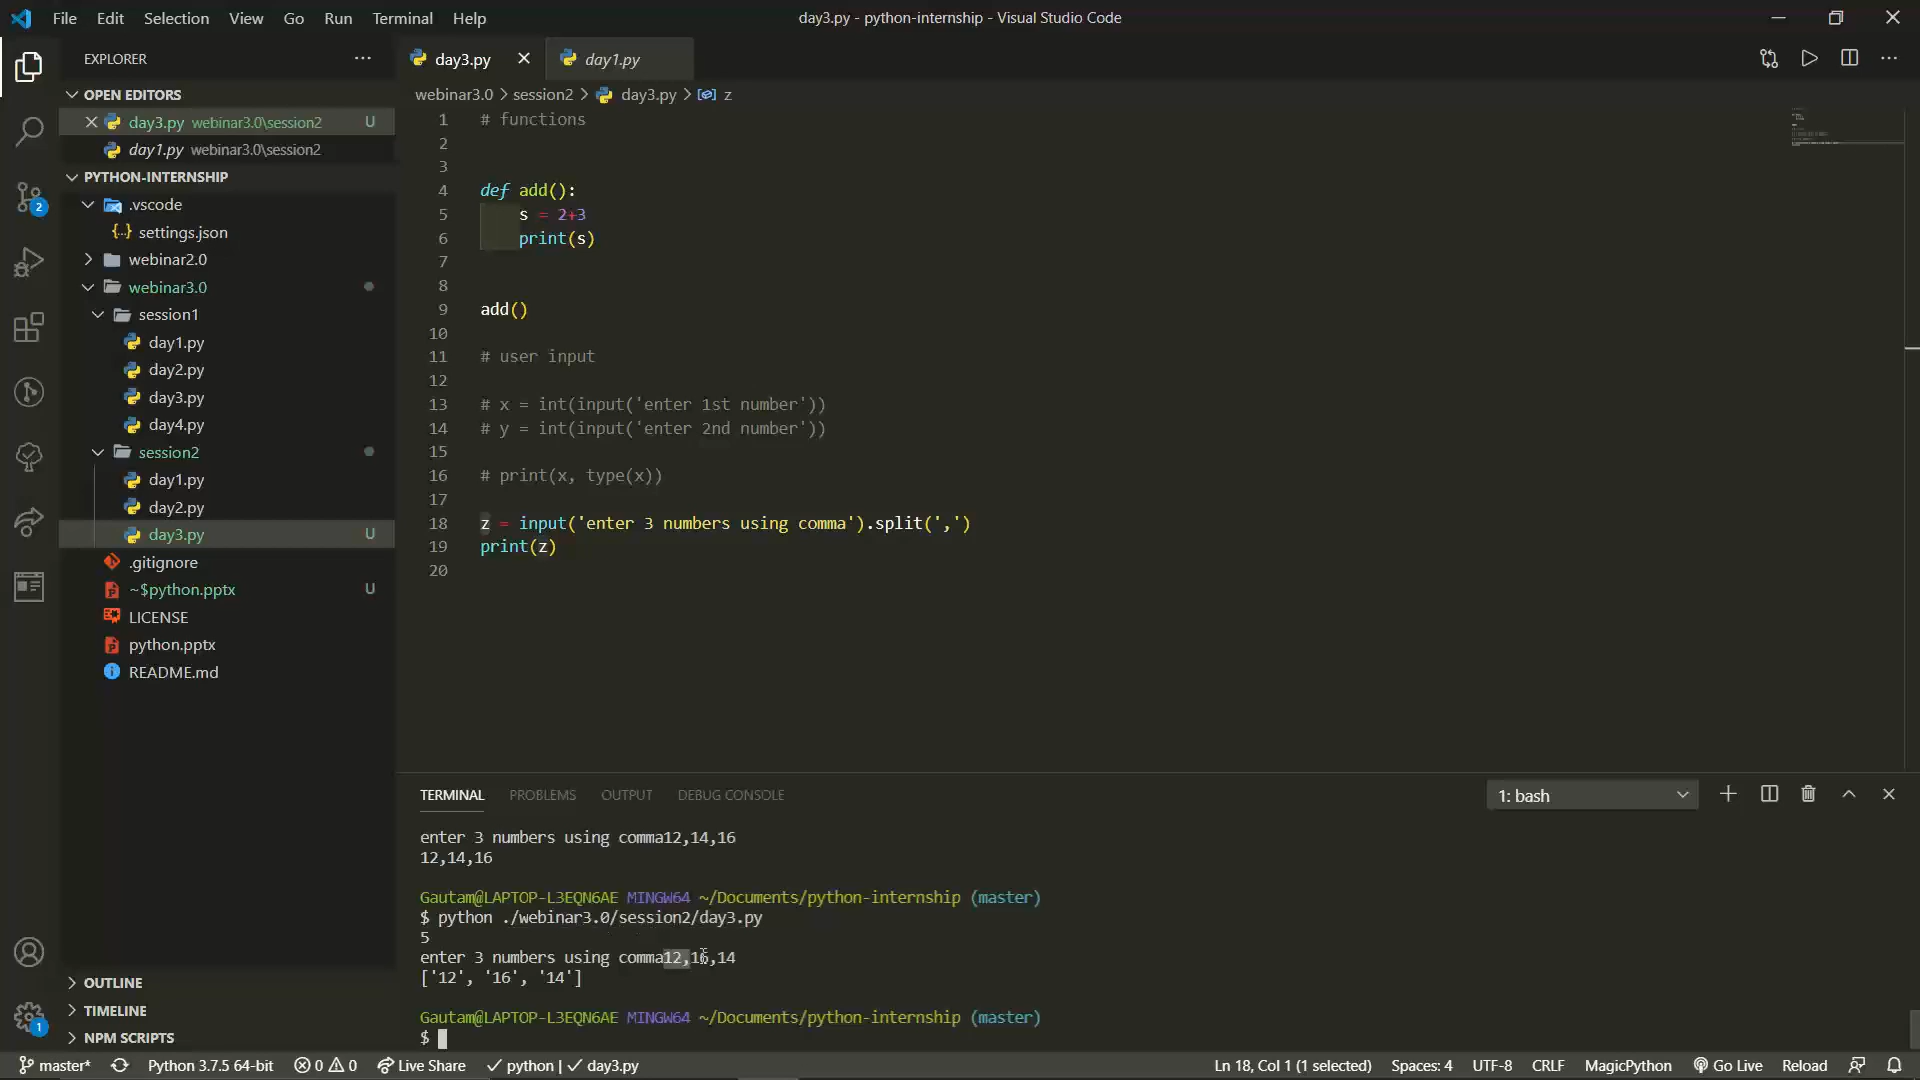 File Edit Selection View Go Run Terminal Help
day3.py - python-internship - Visual Studio Code
EXPLORER
OPEN EDITORS
day3.py webinar3.0\session2 U
day1.py webinar3.0\session2
PYTHON-INTERNSHIP
.vscode
settings.json
webinar2.0
webinar3.0
session1
day1.py
day2.py
day3.py
day4.py
session2
day1.py
day2.py
day3.py U
.gitignore
~$python.pptx U
LICENSE
python.pptx
README.md
OUTLINE
TIMELINE
NPM SCRIPTS
2
1
day3.py day1.py
webinar3.0 > session2 > day3.py > z
1 # functions
2
3
4 def add():
5 s = 2+3
6 print(s)
7
8
9 add()
10
11 # user input
12
13 # x = int(input('enter 1st number'))
14 # y = int(input('enter 2nd number'))
15
16 # print(x, type(x))
17
18 z = input('enter 3 numbers using comma').split(',')
19 print(z)
20
TERMINAL PROBLEMS OUTPUT DEBUG CONSOLE 1: bash
enter 3 numbers using comma12,14,16
12,14,16
Gautam@LAPTOP-L3EQN6AE MINGW64 ~/Documents/python-internship (master)
$ python ./webinar3.0/session2/day3.py
5
enter 3 numbers using comma12,16,14
['12', '16', '14']
Gautam@LAPTOP-L3EQN6AE MINGW64 ~/Documents/python-internship (master)
$
master* Python 3.7.5 64-bit 0 0 Live Share python | day3.py Ln 18, Col 1 (1 selected) Spaces: 4 UTF-8 CRLF MagicPython Go Live Reload